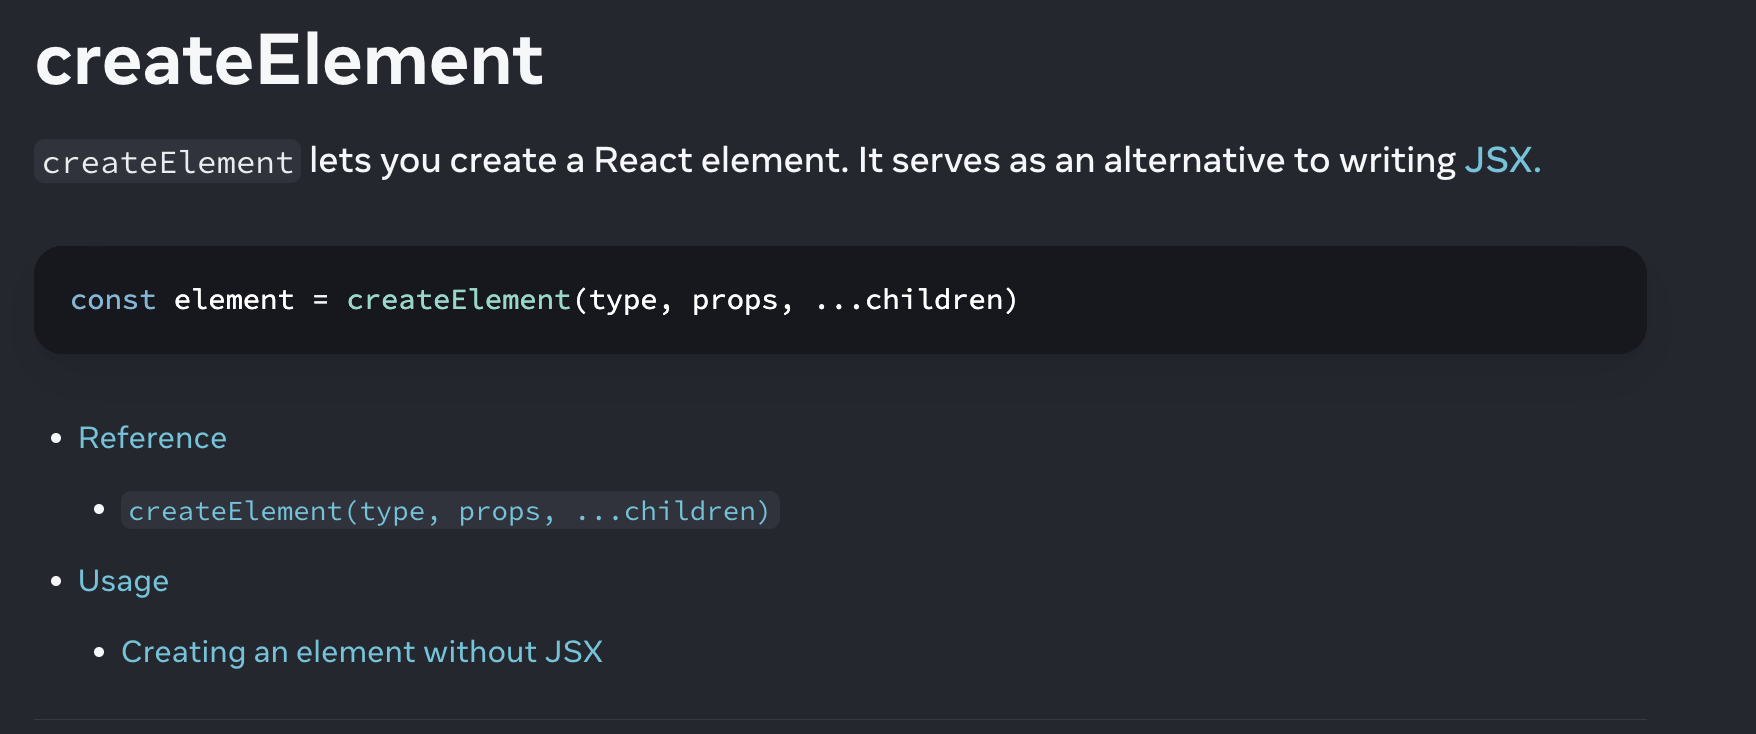 createElement
createElement lets you create a React element. It serves as an alternative to writing JSX.
const element = createElement(type, props, ...children)
Reference
createElement(type, props, ...children)
Usage
Creating an element without JSX